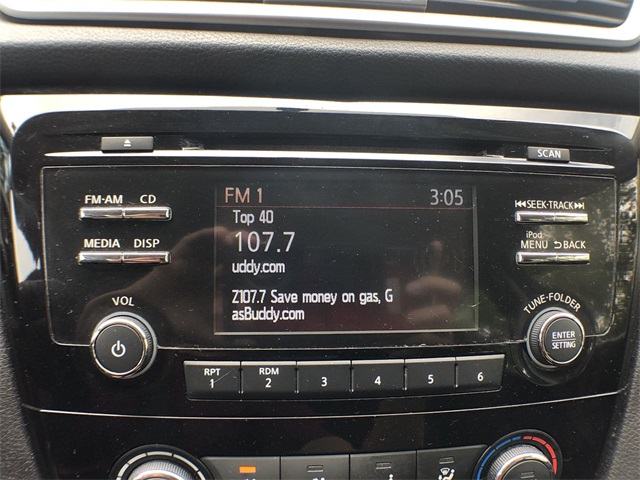 SCAN
FM·AM CD
MEDIA DISP
VOL
FM 1 3:05
Top 40
107.7
uddy.com
Z107.7 Save money on gas, G
asBuddy.com
SEEK·TRACK
iPod
MENU BACK
TUNE·FOLDER
ENTER
SETTING
RPT RDM
1 2 3 4 5 6